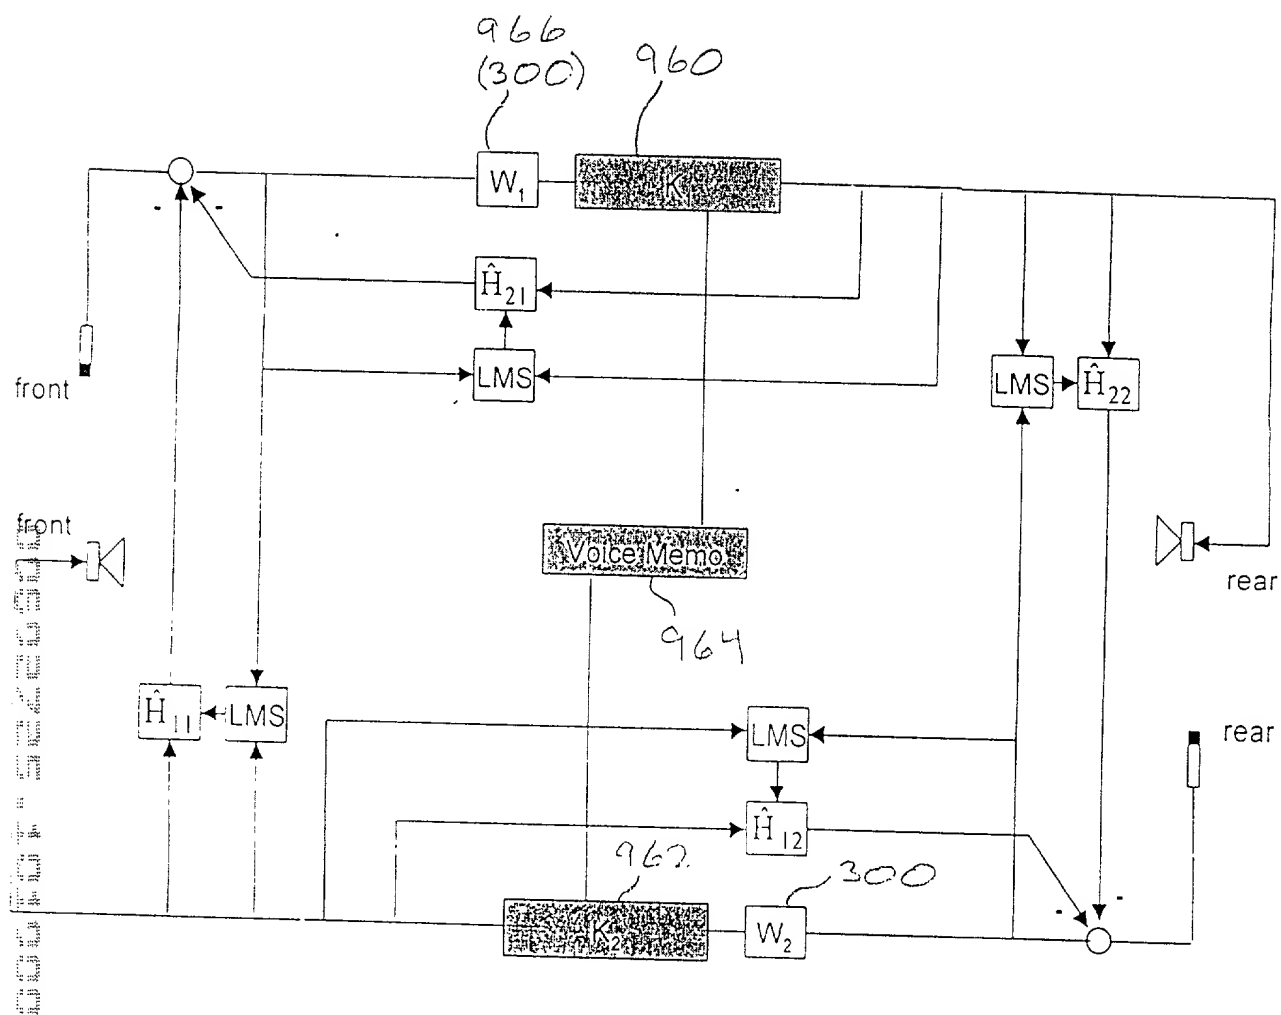 966
(300)
960
W1
K
Ĥ21
LMS
front
LMS
Ĥ22
front
Voice Memo
rear
964
Ĥ11
LMS
LMS
rear
Ĥ12
962
300
K2
W2